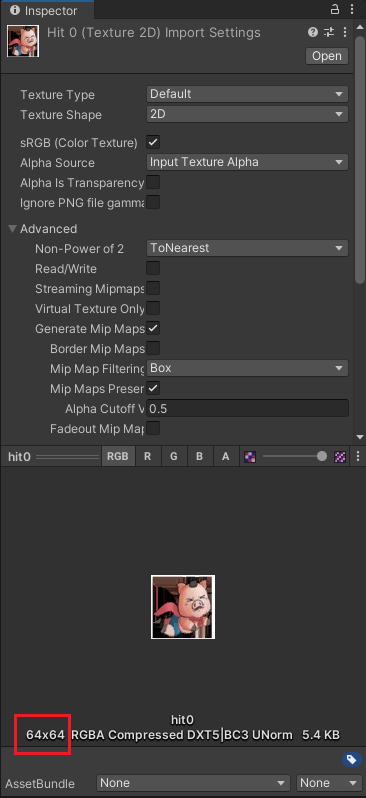 Inspector
Hit 0 (Texture 2D) Import Settings
Open
Texture Type Default
Texture Shape 2D
sRGB (Color Texture)
Alpha Source Input Texture Alpha
Alpha Is Transparency
Ignore PNG file gamma
Advanced
Non-Power of 2 ToNearest
Read/Write
Streaming Mipmaps
Virtual Texture Only
Generate Mip Maps
Border Mip Maps
Mip Map Filtering Box
Mip Maps Preser
Alpha Cutoff V 0.5
Fadeout Mip Map
hit0 RGB R G B A
hit0
64x64 RGBA Compressed DXT5|BC3 UNorm 5.4 KB
AssetBundle None None